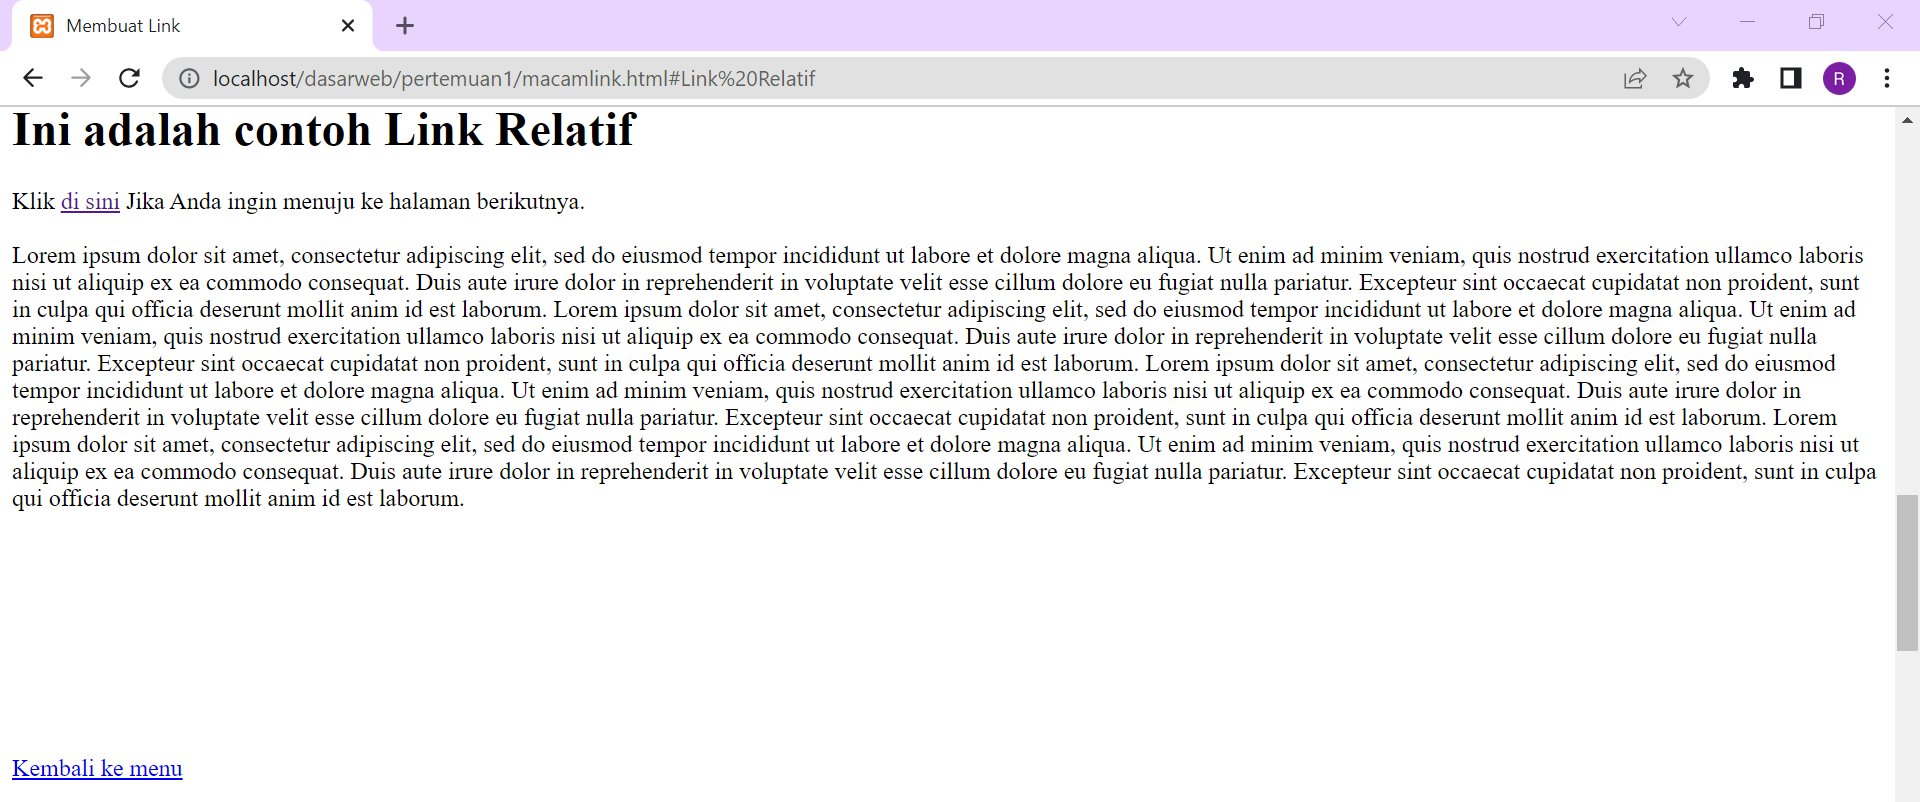 Membuat Link
localhost/dasarweb/pertemuan1/macamlink.html#Link%20Relatif
R
Ini adalah contoh Link Relatif
Klik di sini Jika Anda ingin menuju ke halaman berikutnya.
Lorem ipsum dolor sit amet, consectetur adipiscing elit, sed do eiusmod tempor incididunt ut labore et dolore magna aliqua. Ut enim ad minim veniam, quis nostrud exercitation ullamco laboris
nisi ut aliquip ex ea commodo consequat. Duis aute irure dolor in reprehenderit in voluptate velit esse cillum dolore eu fugiat nulla pariatur. Excepteur sint occaecat cupidatat non proident, sunt
in culpa qui officia deserunt mollit anim id est laborum. Lorem ipsum dolor sit amet, consectetur adipiscing elit, sed do eiusmod tempor incididunt ut labore et dolore magna aliqua. Ut enim ad
minim veniam, quis nostrud exercitation ullamco laboris nisi ut aliquip ex ea commodo consequat. Duis aute irure dolor in reprehenderit in voluptate velit esse cillum dolore eu fugiat nulla
pariatur. Excepteur sint occaecat cupidatat non proident, sunt in culpa qui officia deserunt mollit anim id est laborum. Lorem ipsum dolor sit amet, consectetur adipiscing elit, sed do eiusmod
tempor incididunt ut labore et dolore magna aliqua. Ut enim ad minim veniam, quis nostrud exercitation ullamco laboris nisi ut aliquip ex ea commodo consequat. Duis aute irure dolor in
reprehenderit in voluptate velit esse cillum dolore eu fugiat nulla pariatur. Excepteur sint occaecat cupidatat non proident, sunt in culpa qui officia deserunt mollit anim id est laborum. Lorem
ipsum dolor sit amet, consectetur adipiscing elit, sed do eiusmod tempor incididunt ut labore et dolore magna aliqua. Ut enim ad minim veniam, quis nostrud exercitation ullamco laboris nisi ut
aliquip ex ea commodo consequat. Duis aute irure dolor in reprehenderit in voluptate velit esse cillum dolore eu fugiat nulla pariatur. Excepteur sint occaecat cupidatat non proident, sunt in culpa
qui officia deserunt mollit anim id est laborum.
Kembali ke menu